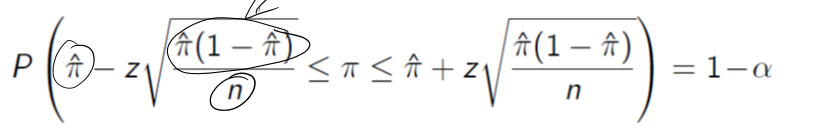 P ( π̂ − z √( π̂(1 − π̂) / n ) ≤ π ≤ π̂ + z √( π̂(1 − π̂) / n ) ) = 1−α